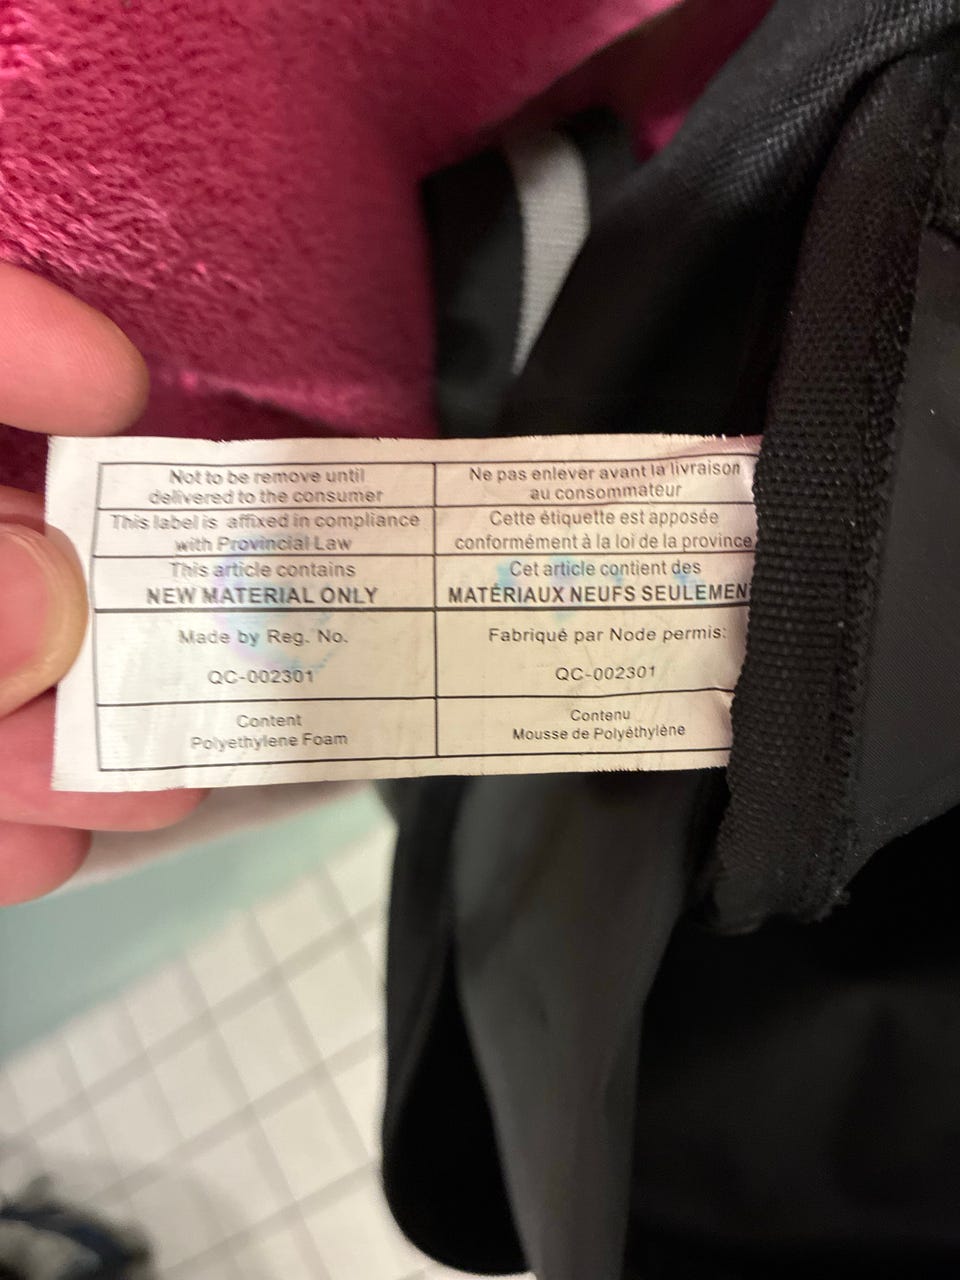 Not to be remove until
delivered to the consumer
This label is affixed in compliance
with Provincial Law
This article contains
NEW MATERIAL ONLY
Made by Reg. No.
QC-002301
Content
Polyethylene Foam
Ne pas enlever avant la livraison
au consommateur
Cette étiquette est apposée
conformément à la loi de la province
Cet article contient des
MATÉRIAUX NEUFS SEULEMEN
Fabriqué par Node permis:
QC-002301
Contenu
Mousse de Polyéthylène